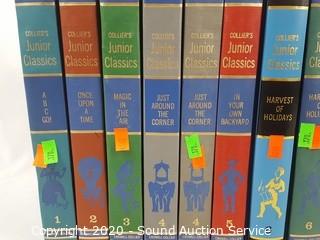 COLLIER'S
Junior
Classics
A
B
C
GO!
1
COLLIER'S
Junior
Classics
ONCE
UPON
A
TIME
2
COLLIER'S
Junior
Classics
MAGIC
IN THE
AIR
3
COLLIER'S
Junior
Classics
JUST
AROUND
THE
CORNER
4
COLLIER'S
Junior
Classics
JUST
AROUND
THE
CORNER
4
COLLIER'S
Junior
Classics
IN
YOUR
OWN
BACKYARD
5
COLLIER'S
Junior
Classics
HARVEST
OF
HOLIDAYS
6
Copyright 2020 - Sound Auction Service